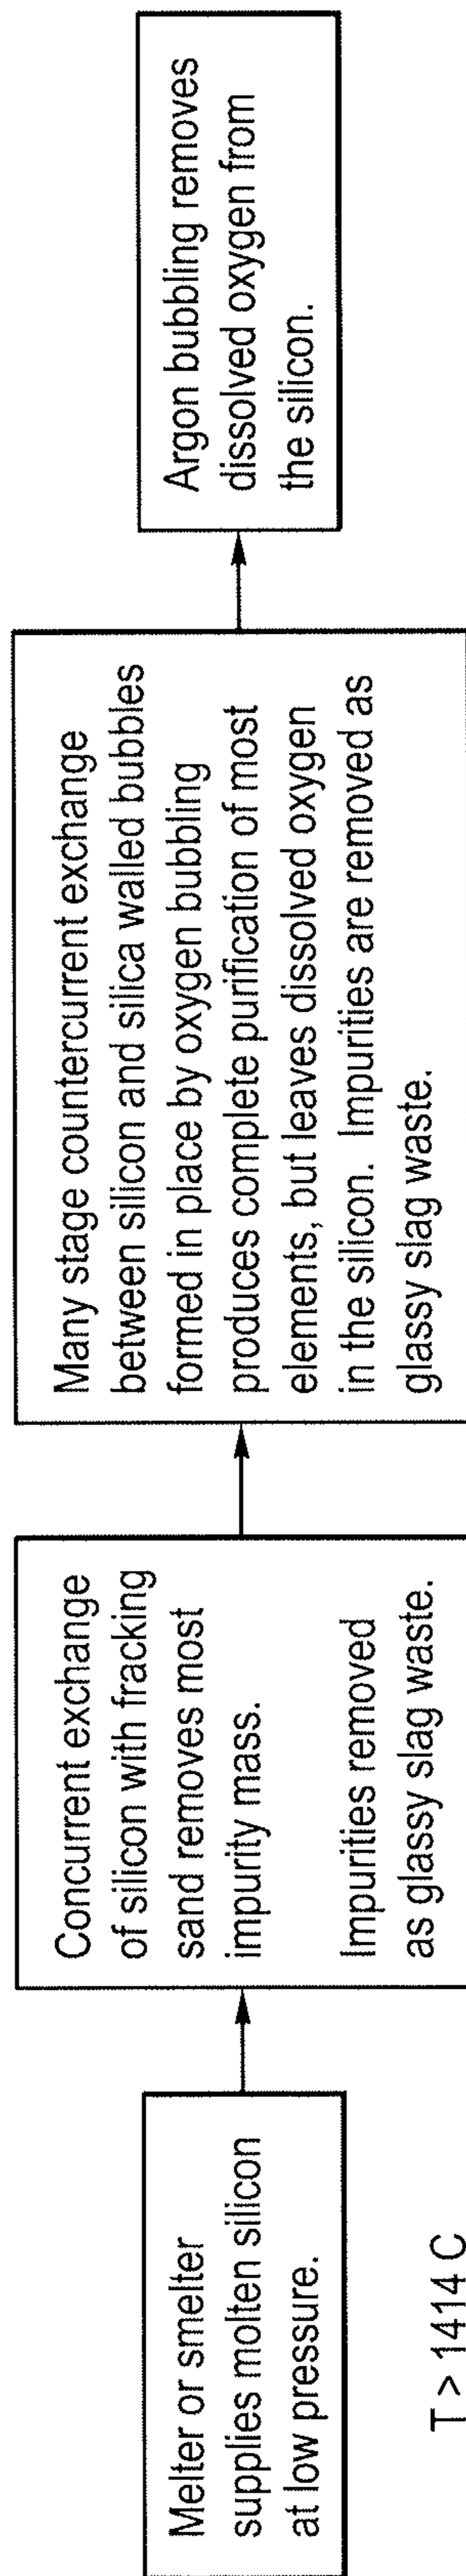 Melter or smelter
supplies molten silicon
at low pressure.
T > 1414 C
Concurrent exchange
of silicon with fracking
sand removes most
impurity mass.
Impurities removed
as glassy slag waste.
Many stage countercurrent exchange
between silicon and silica walled bubbles
formed in place by oxygen bubbling
produces complete purification of most
elements, but leaves dissolved oxygen
in the silicon. Impurities are removed as
glassy slag waste.
Argon bubbling removes
dissolved oxygen from
the silicon.